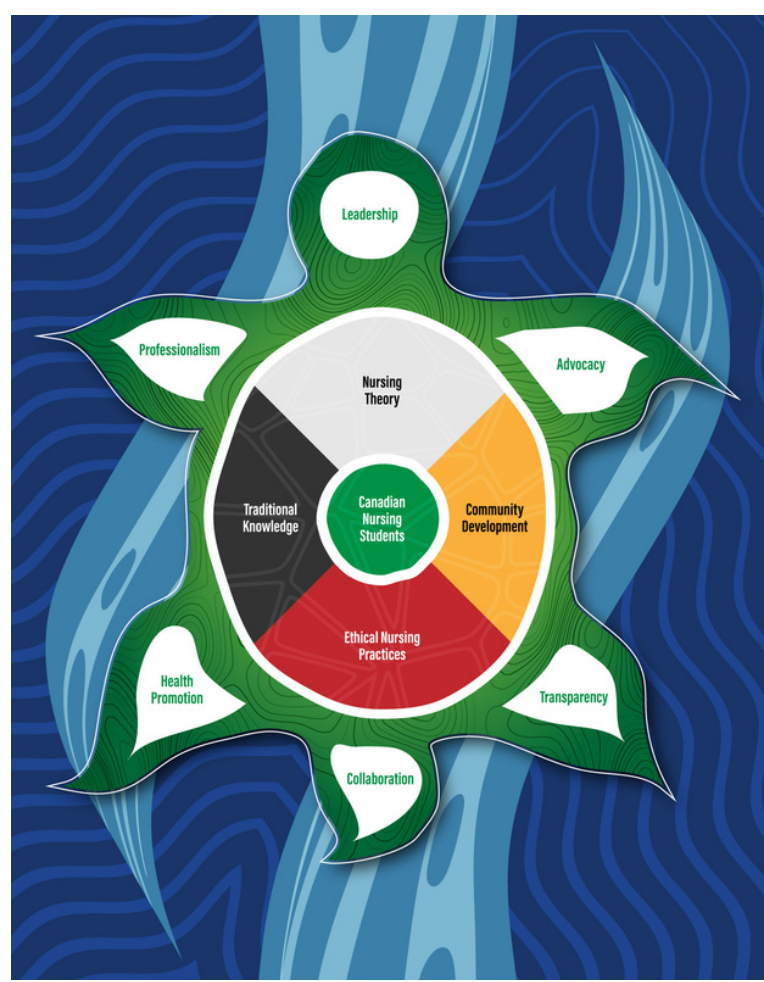 Leadership
Professionalism
Advocacy
Nursing
Theory
Traditional
Knowledge
Canadian
Nursing
Students
Community
Development
Ethical Nursing
Practices
Health
Promotion
Transparency
Collaboration